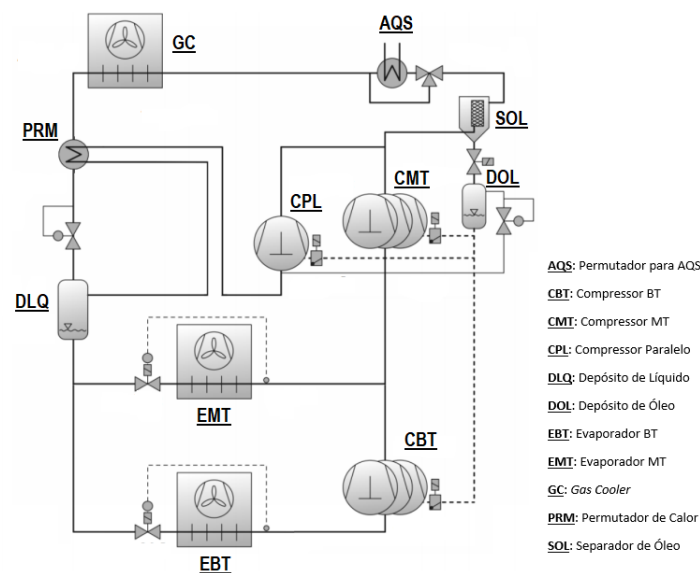 AQS
GC
SOL
PRM
DOL
CPL
CMT
DLQ
EMT
CBT
EBT
AQS: Permutador para AQS
CBT: Compressor BT
CMT: Compressor MT
CPL: Compressor Paralelo
DLQ: Depósito de Líquido
DOL: Depósito de Óleo
EBT: Evaporador BT
EMT: Evaporador MT
GC: Gas Cooler
PRM: Permutador de Calor
SOL: Separador de Óleo